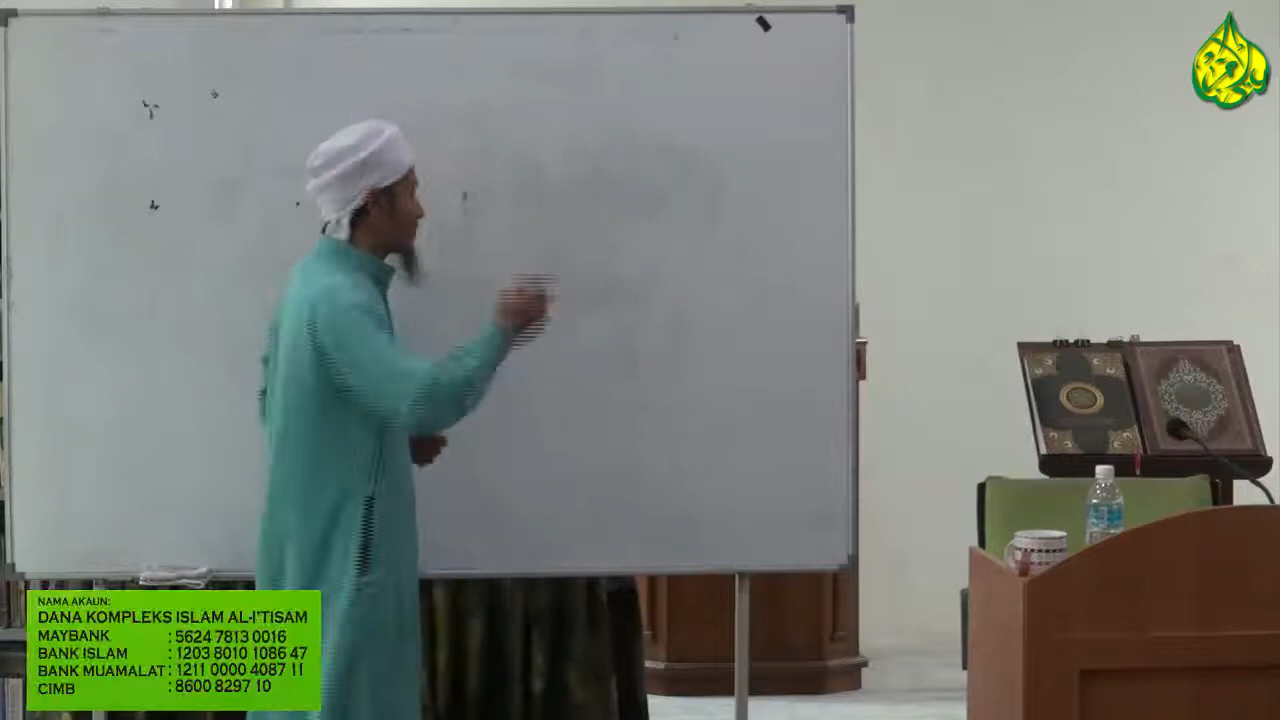 NAMA AKAUN:
DANA KOMPLEKS ISLAM AL-I'TISAM
MAYBANK : 5624 7813 0016
BANK ISLAM : 1203 8010 1086 47
BANK MUAMALAT : 1211 0000 4087 11
CIMB : 8600 8297 10